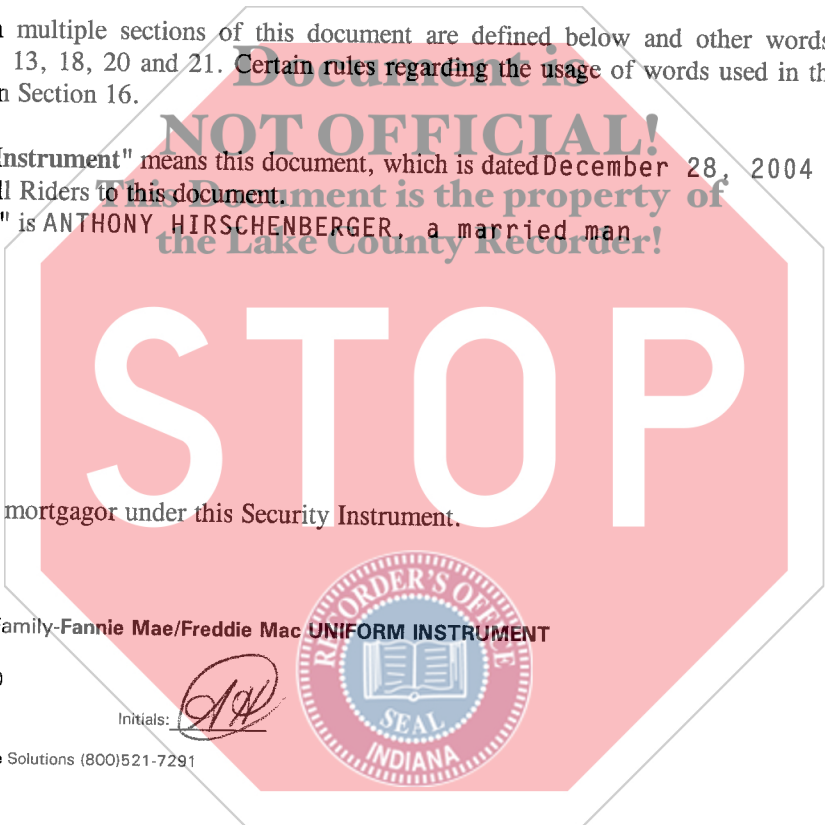 multiple sections of this document are defined below and other words
13, 18, 20 and 21. Certain rules regarding the usage of words used in th
n Section 16.
Document is
NOT OFFICIAL!
This Document is the property of
the Lake County Recorder!
Instrument" means this document, which is dated December 28, 2004
ll Riders to this document.
" is ANTHONY HIRSCHENBERGER, a married man
STOP
mortgagor under this Security Instrument.
amily-Fannie Mae/Freddie Mac UNIFORM INSTRUMENT
Initials: AH
Solutions (800)521-7291
RECORDER'S OFFICE
SEAL
INDIANA